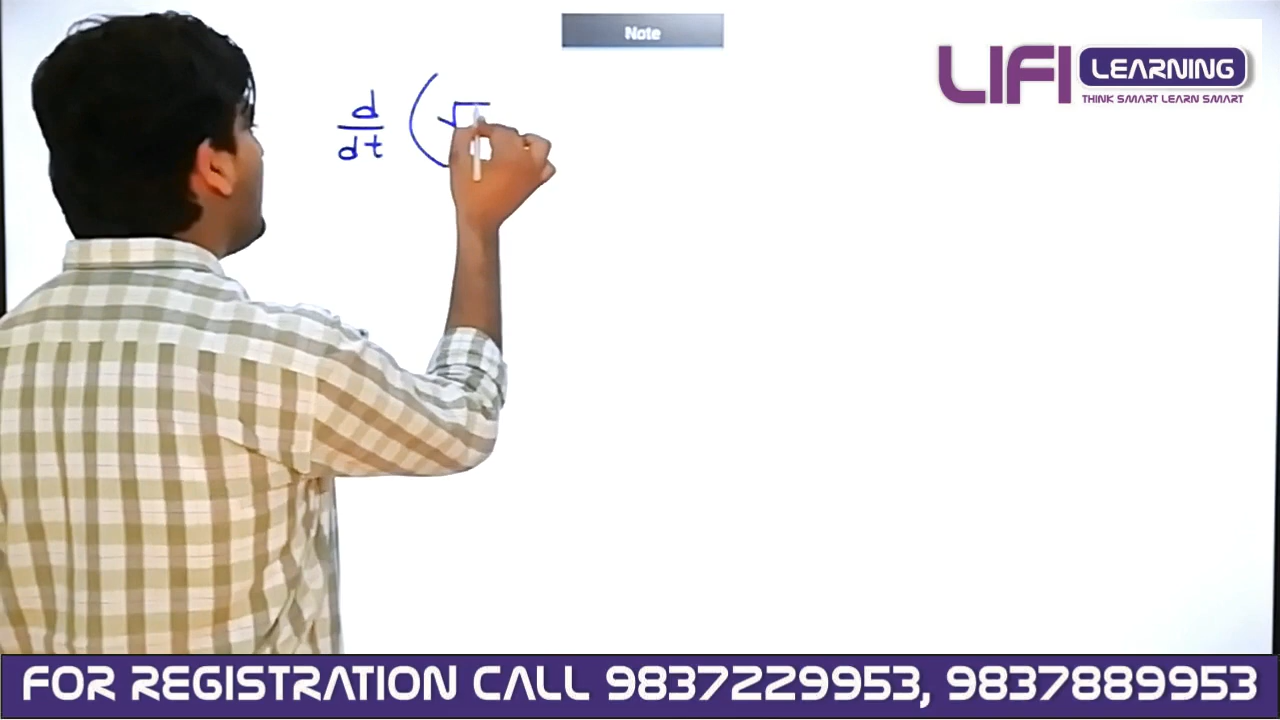 Note
LIFI LEARNING
THINK SMART LEARN SMART
d/dt (√
FOR REGISTRATION CALL 9837229953, 9837889953